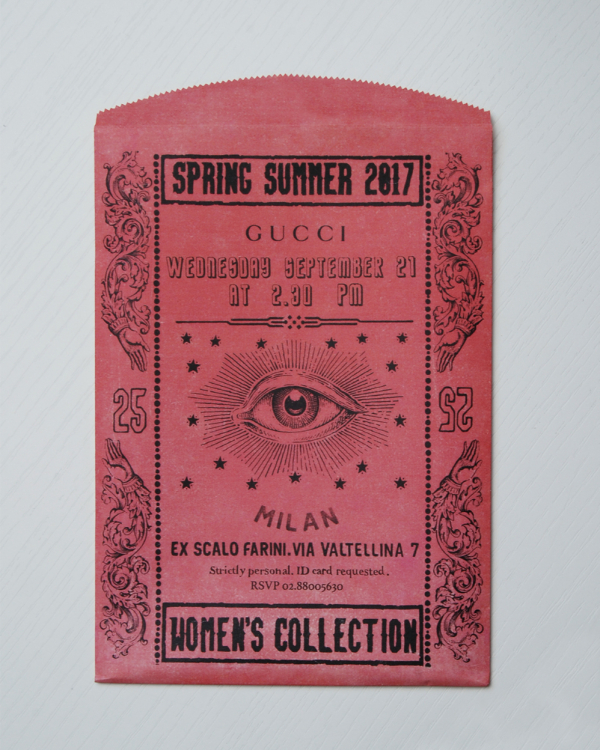 SPRING SUMMER 2017
GUCCI
WEDNESDAY SEPTEMBER 21
AT 2.30 PM
25 25
MILAN
EX SCALO FARINI.VIA VALTELLINA 7
Strictly personal. ID card requested.
RSVP 02.88005630
WOMEN'S COLLECTION